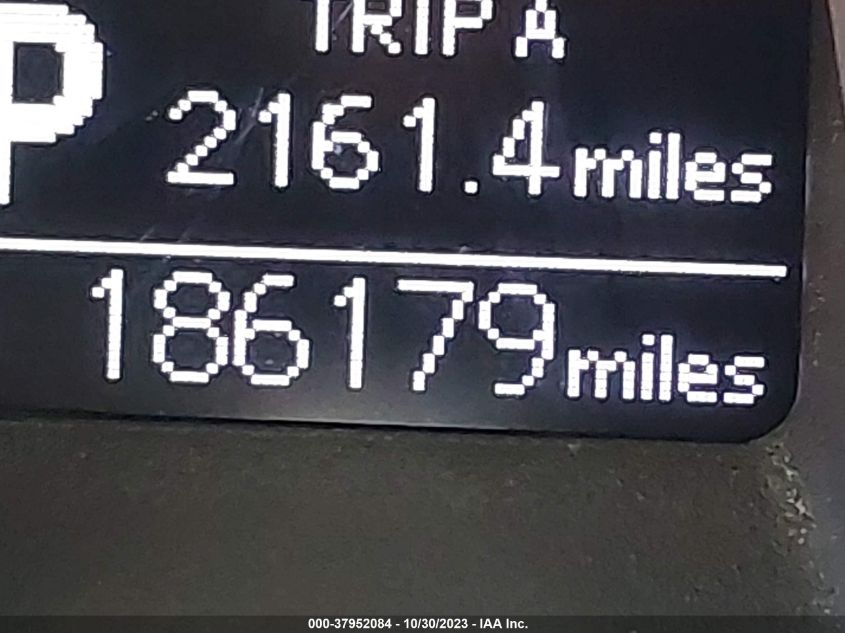 TRIP A
P
2161.4 miles
186179 miles
000-37952084 - 10/30/2023 - IAA Inc.